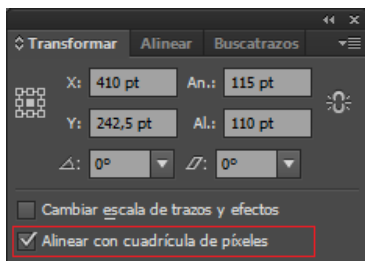 Transformar Alinear Buscatrazos
X: 410 pt An.: 115 pt
Y: 242,5 pt Al.: 110 pt
0° 0°
Cambiar escala de trazos y efectos
Alinear con cuadrícula de píxeles